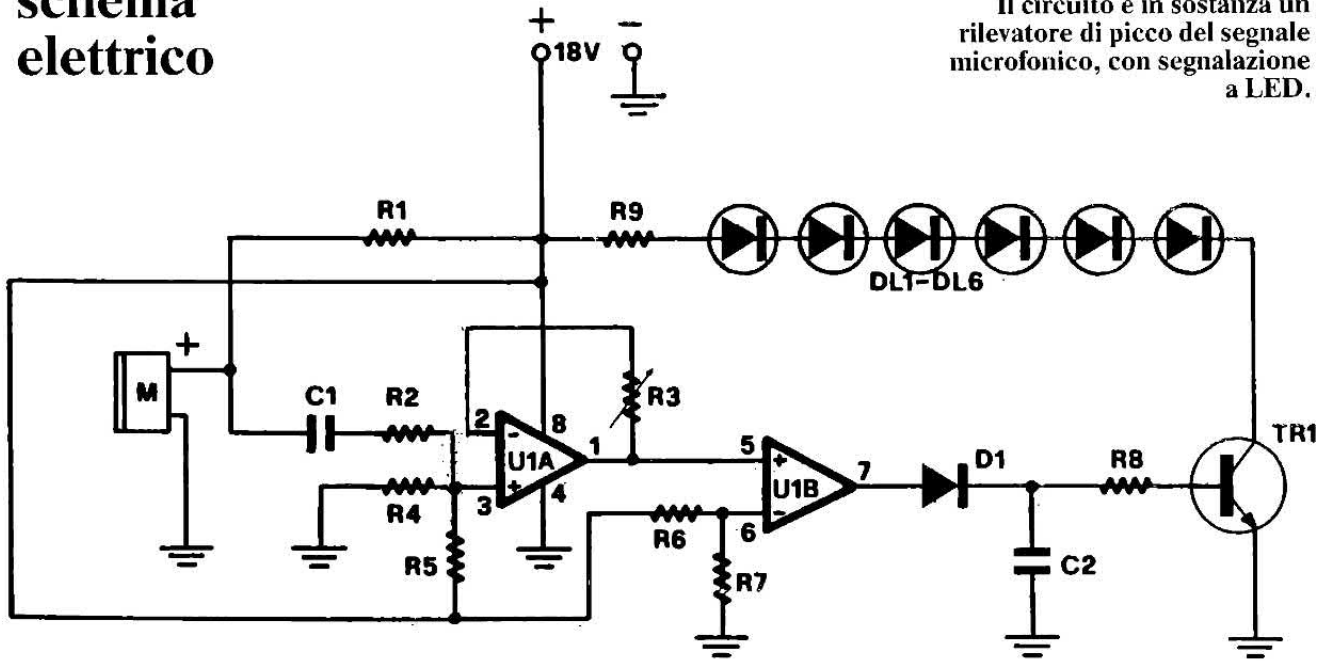 schema
elettrico
Il circuito è in sostanza un
rilevatore di picco del segnale
microfonico, con segnalazione
a LED.
+
-
18V
R1
R9
DL1-DL6
+
M
C1
R2
R3
2
-
8
1
U1A
+
3
4
R4
R5
5
+
U1B
7
-
6
R6
R7
D1
C2
R8
TR1